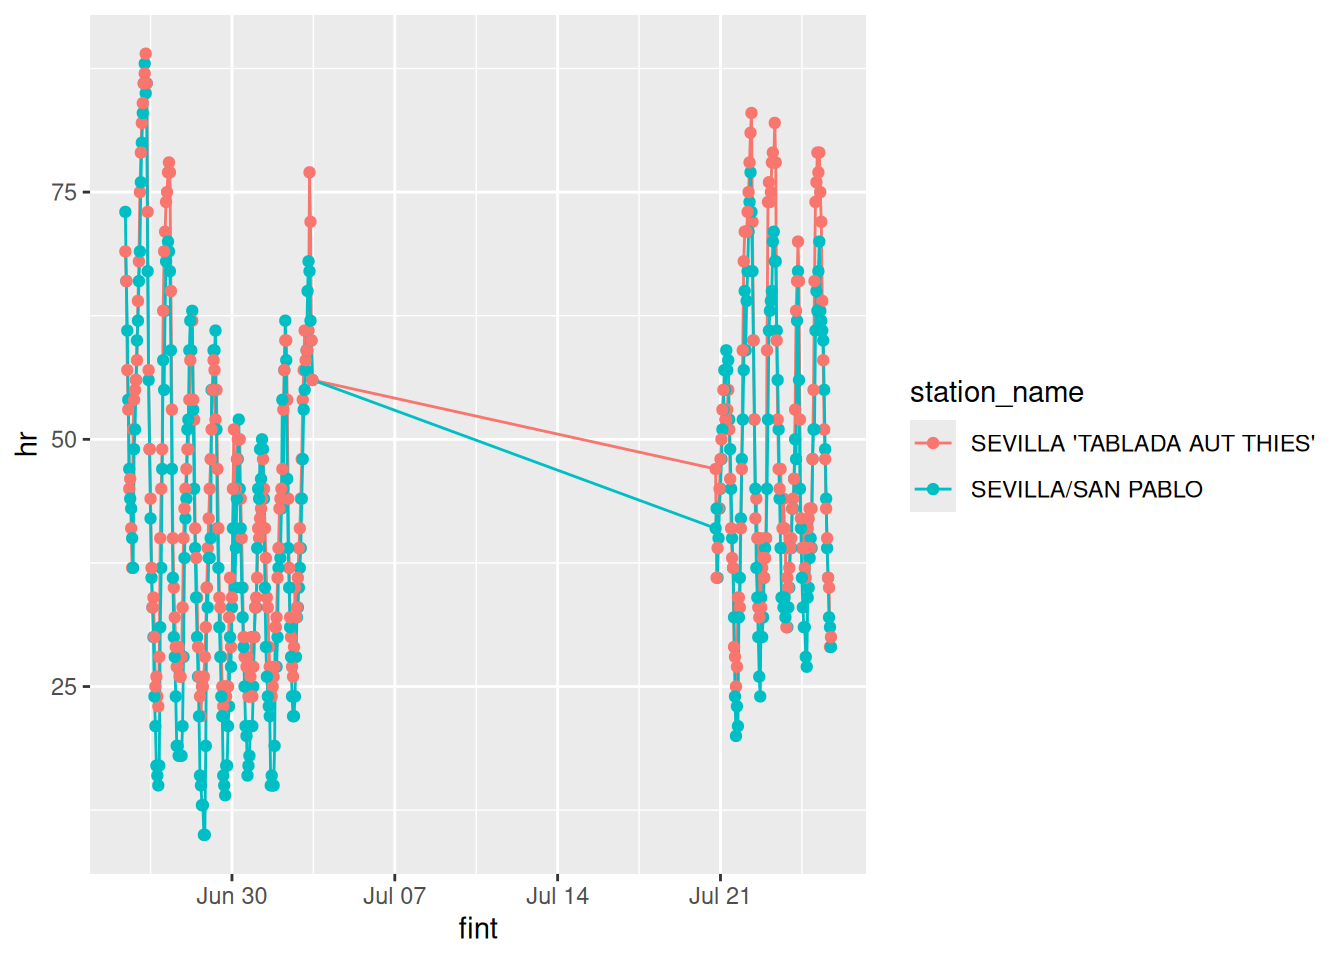 75
50
25
hr
Jun 30
Jul 07
Jul 14
Jul 21
fint
station_name
SEVILLA 'TABLADA AUT THIES'
SEVILLA/SAN PABLO